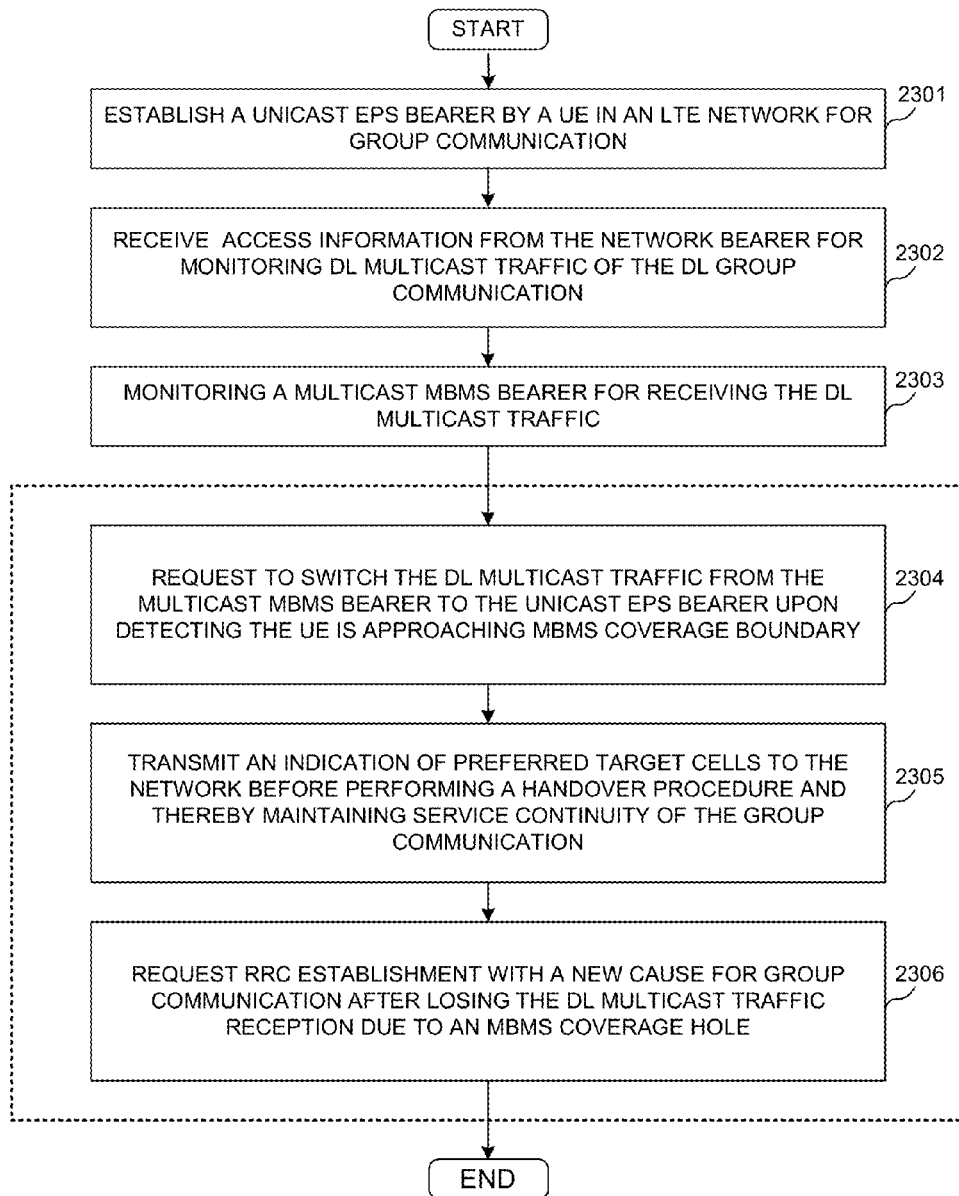 START
ESTABLISH A UNICAST EPS BEARER BY A UE IN AN LTE NETWORK FOR
GROUP COMMUNICATION
2301
RECEIVE ACCESS INFORMATION FROM THE NETWORK BEARER FOR
MONITORING DL MULTICAST TRAFFIC OF THE DL GROUP
COMMUNICATION
2302
MONITORING A MULTICAST MBMS BEARER FOR RECEIVING THE DL
MULTICAST TRAFFIC
2303
REQUEST TO SWITCH THE DL MULTICAST TRAFFIC FROM THE
MULTICAST MBMS BEARER TO THE UNICAST EPS BEARER UPON
DETECTING THE UE IS APPROACHING MBMS COVERAGE BOUNDARY
2304
TRANSMIT AN INDICATION OF PREFERRED TARGET CELLS TO THE
NETWORK BEFORE PERFORMING A HANDOVER PROCEDURE AND
THEREBY MAINTAINING SERVICE CONTINUITY OF THE GROUP
COMMUNICATION
2305
REQUEST RRC ESTABLISHMENT WITH A NEW CAUSE FOR GROUP
COMMUNICATION AFTER LOSING THE DL MULTICAST TRAFFIC
RECEPTION DUE TO AN MBMS COVERAGE HOLE
2306
END